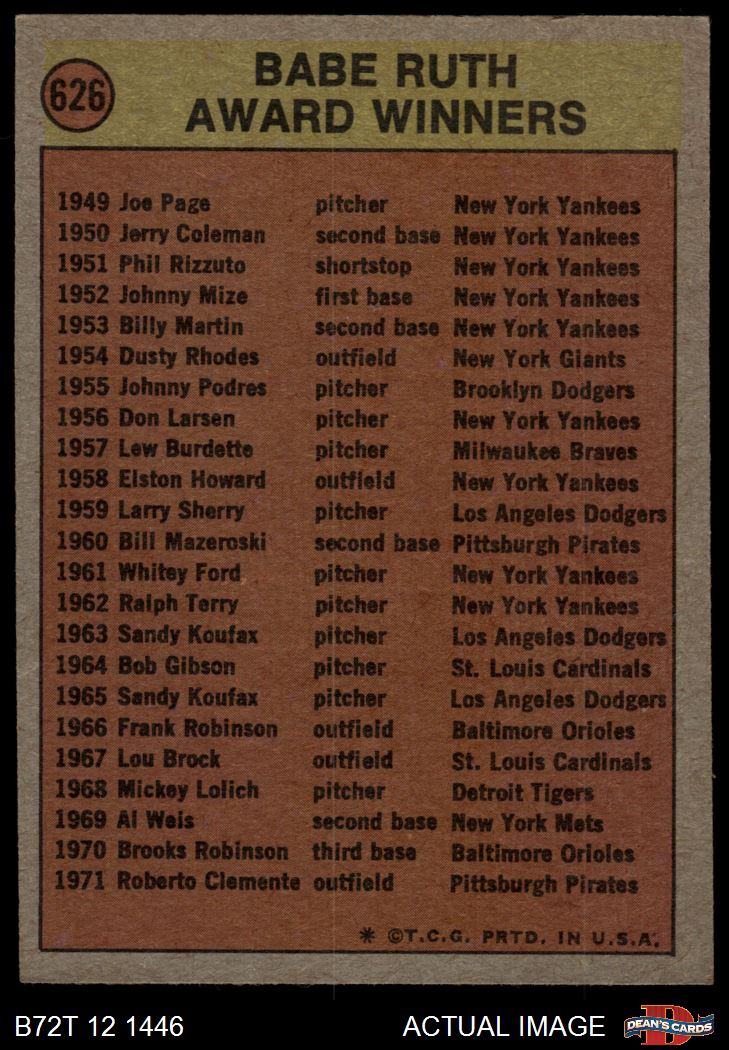 626
BABE RUTH
AWARD WINNERS
1949 Joe Page pitcher New York Yankees
1950 Jerry Coleman second base New York Yankees
1951 Phil Rizzuto shortstop New York Yankees
1952 Johnny Mize first base New York Yankees
1953 Billy Martin second base New York Yankees
1954 Dusty Rhodes outfield New York Giants
1955 Johnny Podres pitcher Brooklyn Dodgers
1956 Don Larsen pitcher New York Yankees
1957 Lew Burdette pitcher Milwaukee Braves
1958 Elston Howard outfield New York Yankees
1959 Larry Sherry pitcher Los Angeles Dodgers
1960 Bill Mazeroski second base Pittsburgh Pirates
1961 Whitey Ford pitcher New York Yankees
1962 Ralph Terry pitcher New York Yankees
1963 Sandy Koufax pitcher Los Angeles Dodgers
1964 Bob Gibson pitcher St. Louis Cardinals
1965 Sandy Koufax pitcher Los Angeles Dodgers
1966 Frank Robinson outfield Baltimore Orioles
1967 Lou Brock outfield St. Louis Cardinals
1968 Mickey Lolich pitcher Detroit Tigers
1969 Al Weis second base New York Mets
1970 Brooks Robinson third base Baltimore Orioles
1971 Roberto Clemente outfield Pittsburgh Pirates
* ©T.C.G. PRTD. IN U.S.A.
B72T 12 1446 ACTUAL IMAGE D DEAN'S CARDS